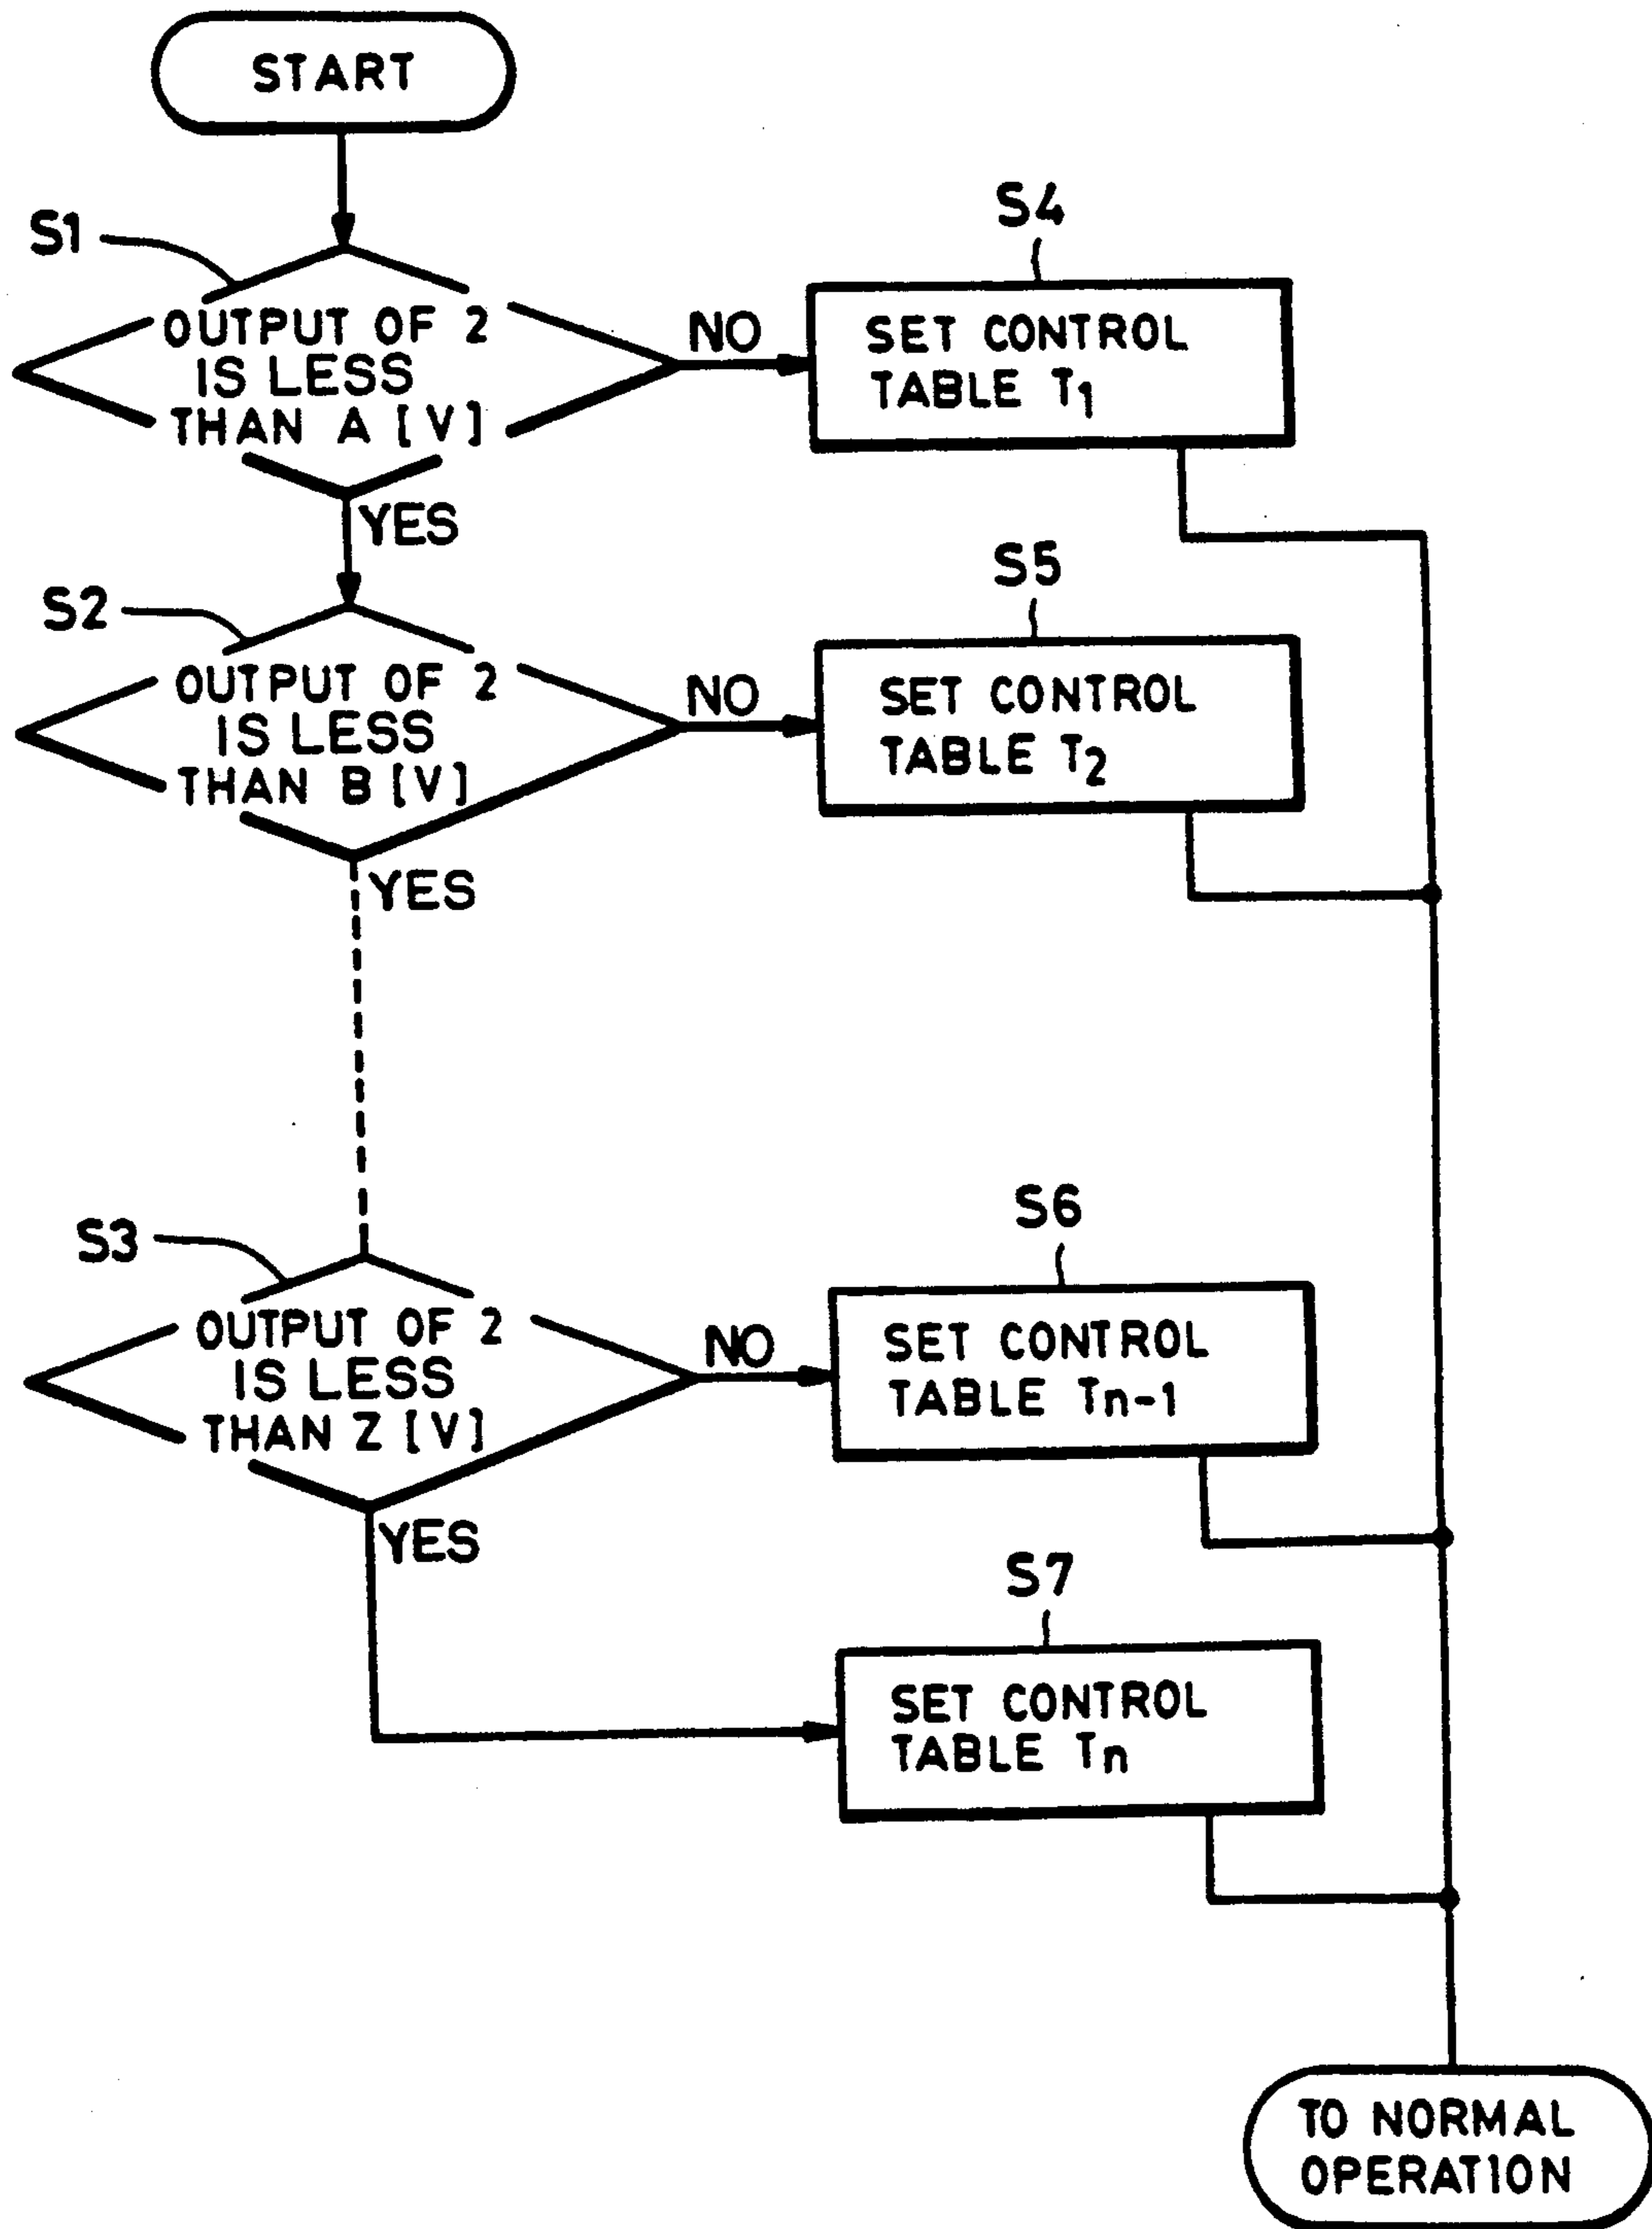 START
S1
OUTPUT OF 2
IS LESS
THAN A [V]
NO
YES
S4
SET CONTROL
TABLE T₁
S2
OUTPUT OF 2
IS LESS
THAN B [V]
NO
YES
S5
SET CONTROL
TABLE T₂
S3
OUTPUT OF 2
IS LESS
THAN Z [V]
NO
YES
S6
SET CONTROL
TABLE Tn-1
S7
SET CONTROL
TABLE Tn
TO NORMAL
OPERATION